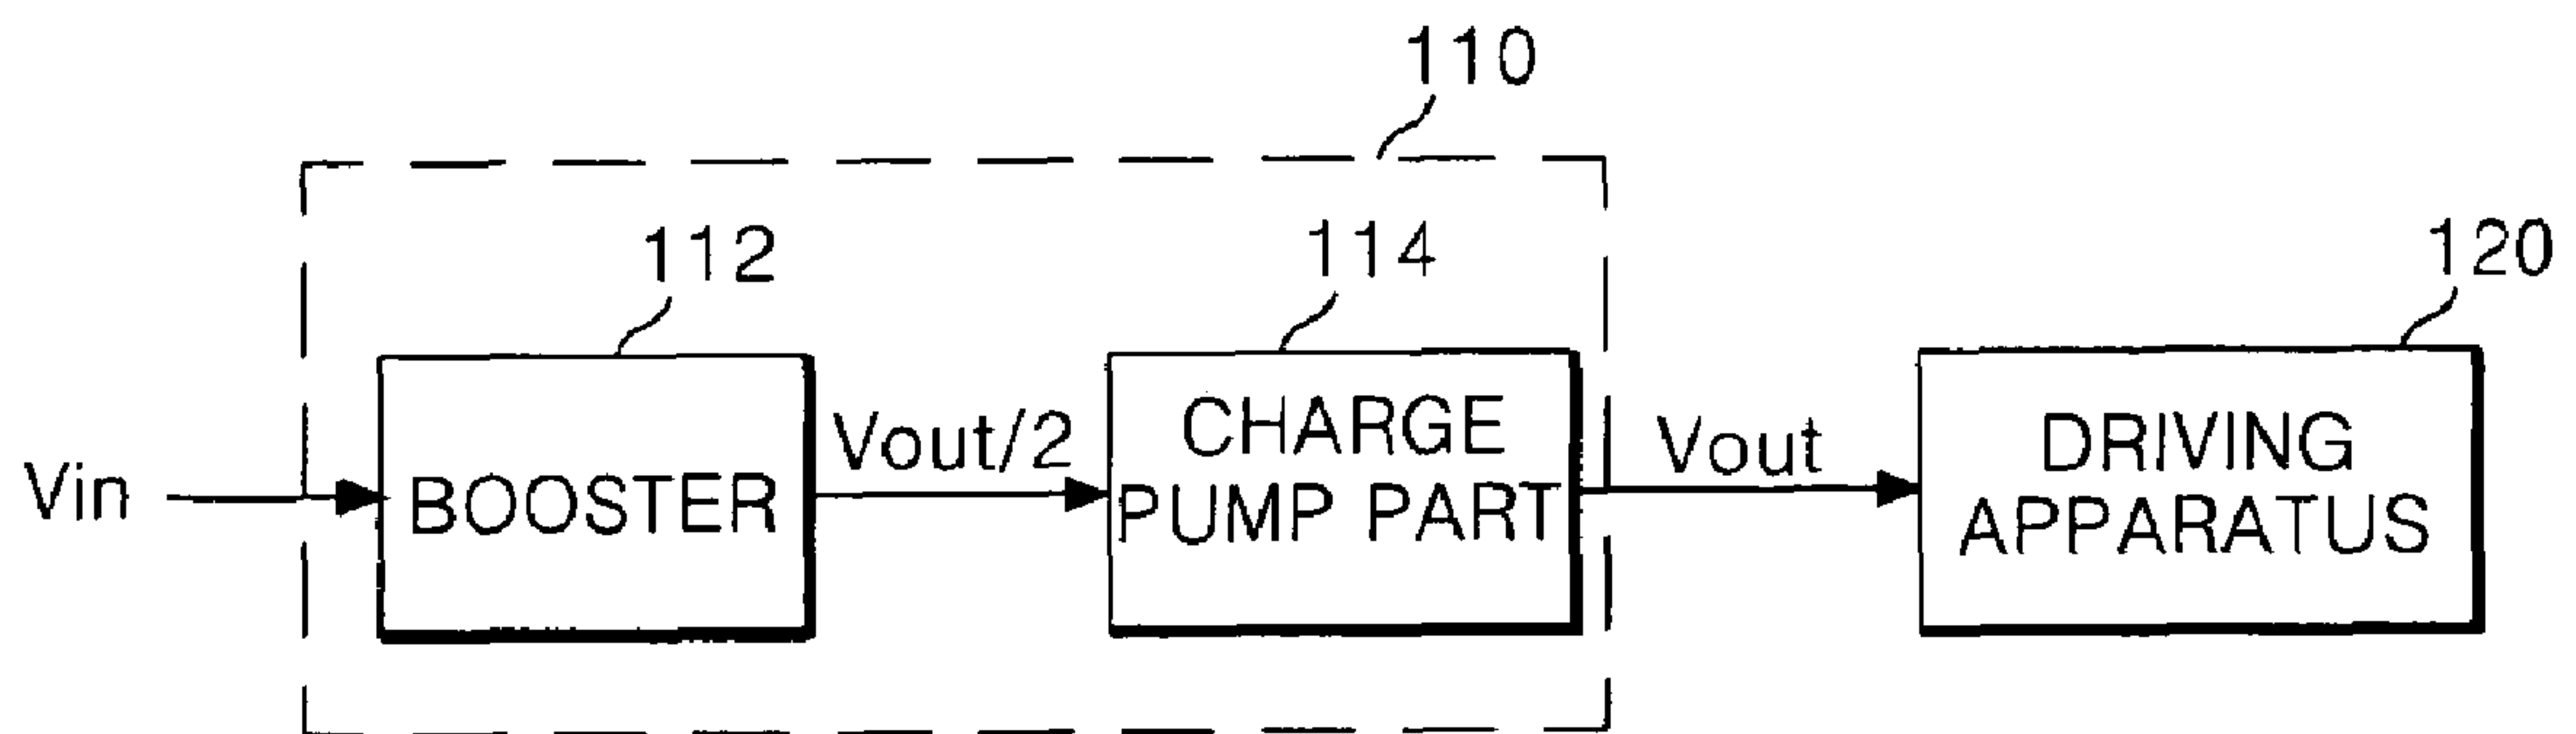 110
112
114
120
Vin
BOOSTER
Vout/2
CHARGE
PUMP PART
Vout
DRIVING
APPARATUS